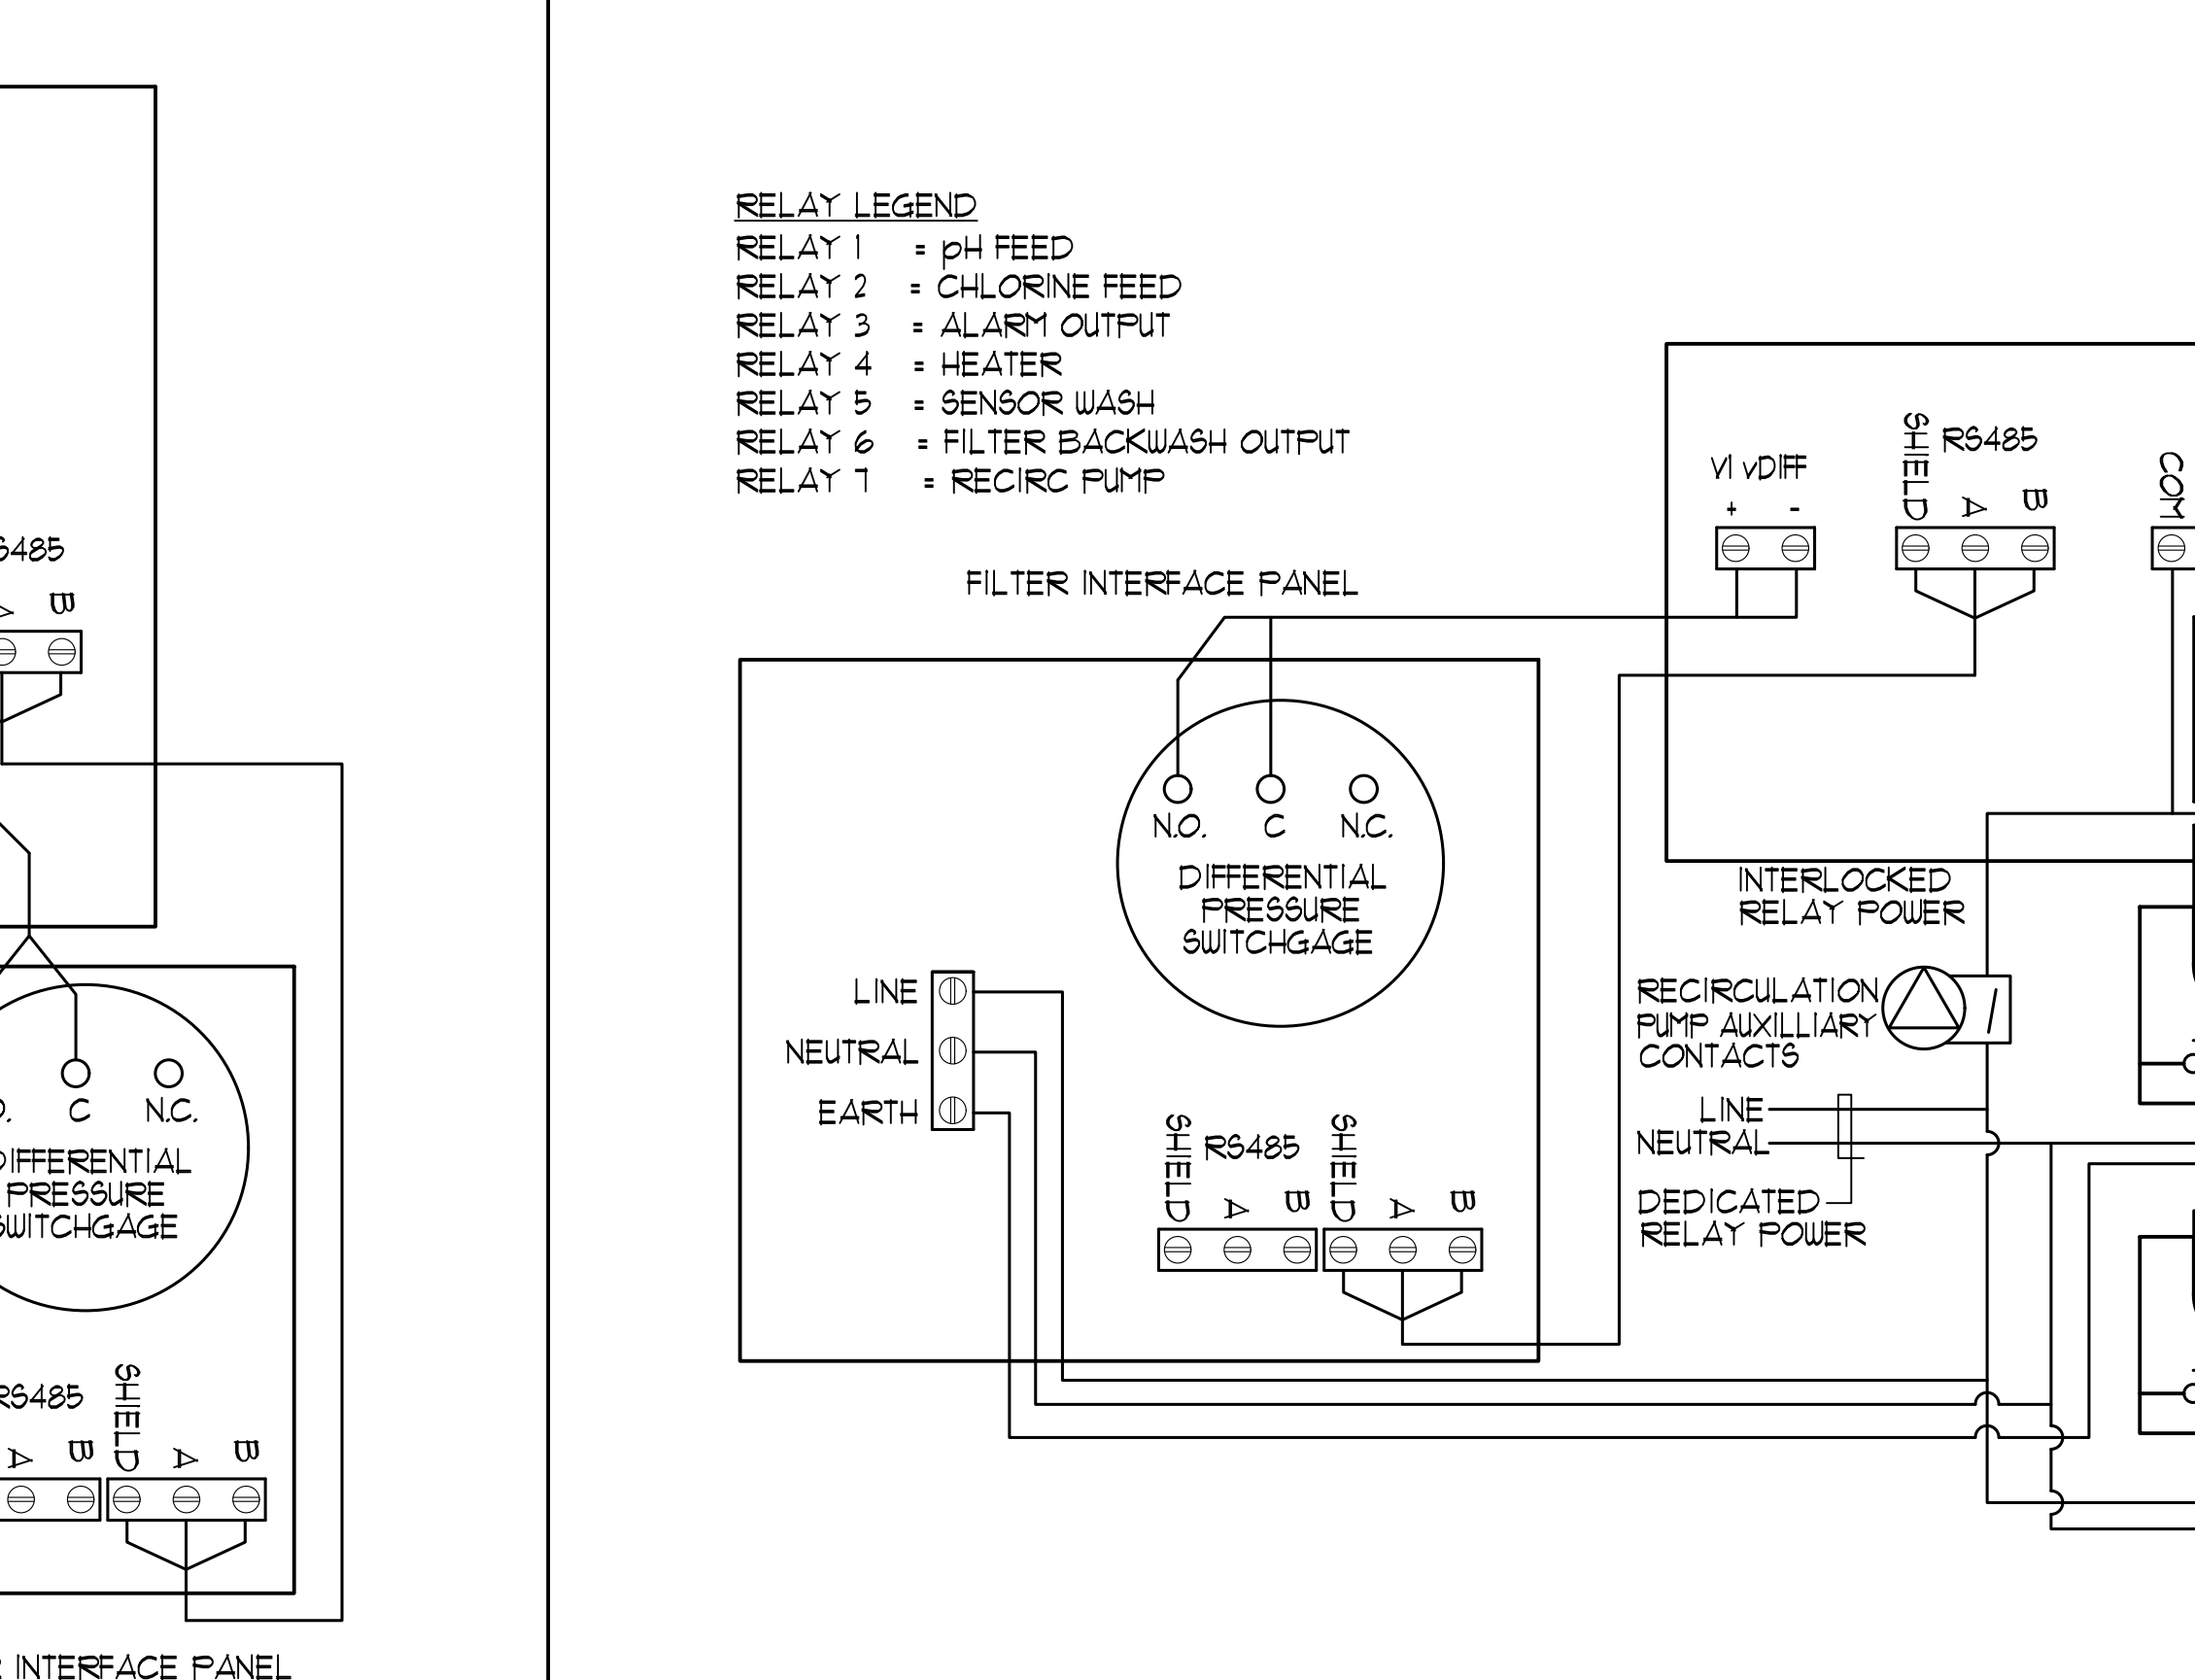 RELAY LEGEND
RELAY 1 = pH FEED
RELAY 2 = CHLORINE FEED
RELAY 3 = ALARM OUTPUT
RELAY 4 = HEATER
RELAY 5 = SENSOR WASH
RELAY 6 = FILTER BACKWASH OUTPUT
RELAY 7 = RECIRC PUMP
FILTER INTERFACE PANEL
N.O. C N.C.
DIFFERENTIAL
PRESSURE
SWITCHGAGE
LINE
NEUTRAL
EARTH
SHIELD RS485 A B
SHIELD A B
V1 vDIFF
+ -
SHIELD RS485 A B
COM
INTERLOCKED
RELAY POWER
RECIRCULATION
PUMP AUXILLIARY
CONTACTS
LINE
NEUTRAL
DEDICATED
RELAY POWER
S485
A B
O. C N.C.
DIFFERENTIAL
PRESSURE
SWITCHGAGE
RS485 A B
SHIELD A B
INTERFACE PANEL